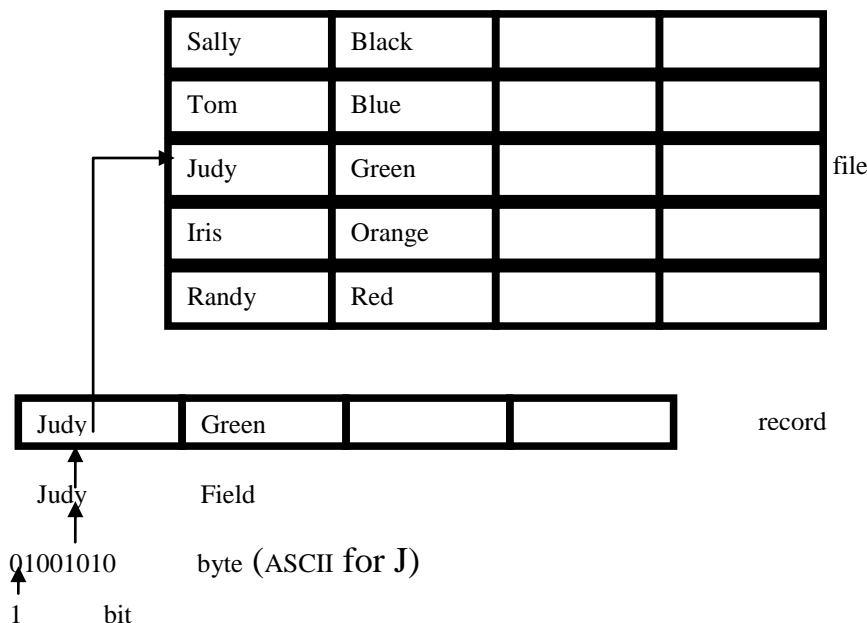 Sally Black
Tom Blue
Judy Green
file
Iris Orange
Randy Red
Judy Green
record
Judy Field
01001010 byte (ASCII for J)
1 bit